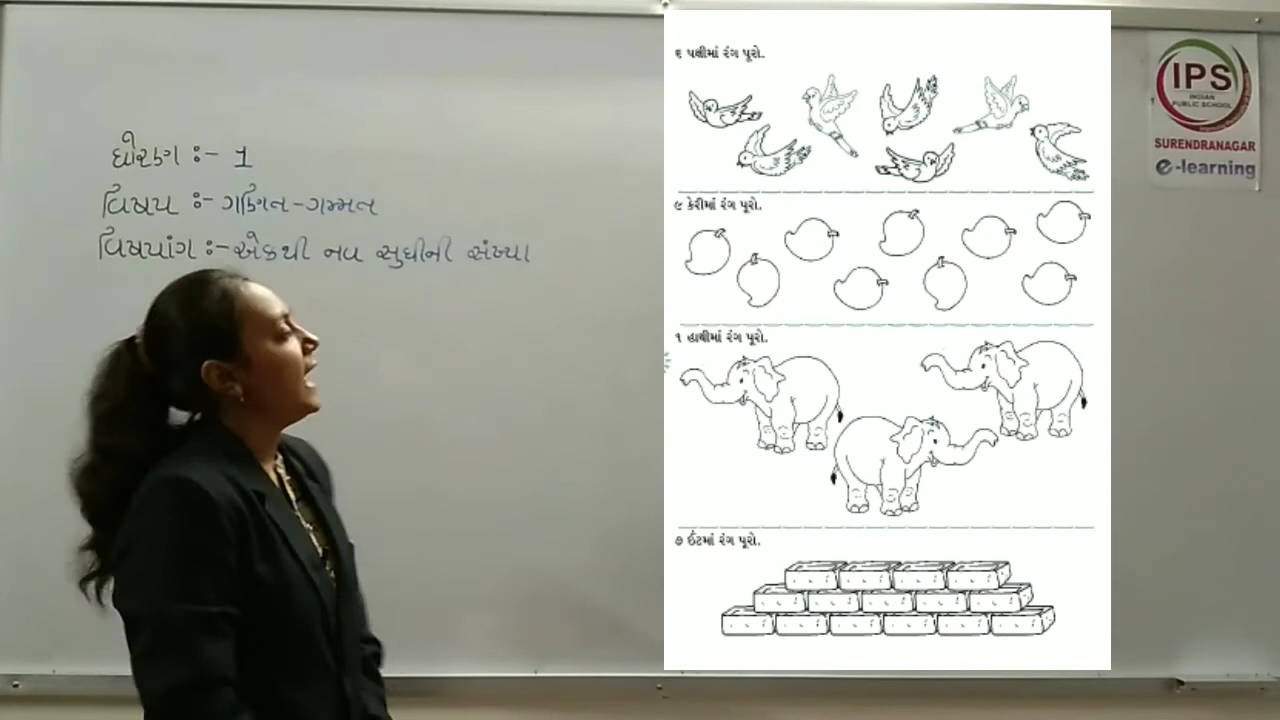 ધોરણ :- 1
વિષય :- ગણિત-ગમ્મત
વિષયાંગ :- એકથી નવ સુધીની સંખ્યા
૬ પક્ષીમાં રંગ પૂરો.
૯ કેરીમાં રંગ પૂરો.
૧ હાથીમાં રંગ પૂરો.
૭ ઈંટમાં રંગ પૂરો.
IPS
INDIAN
PUBLIC SCHOOL
SURENDRANAGAR
e-learning